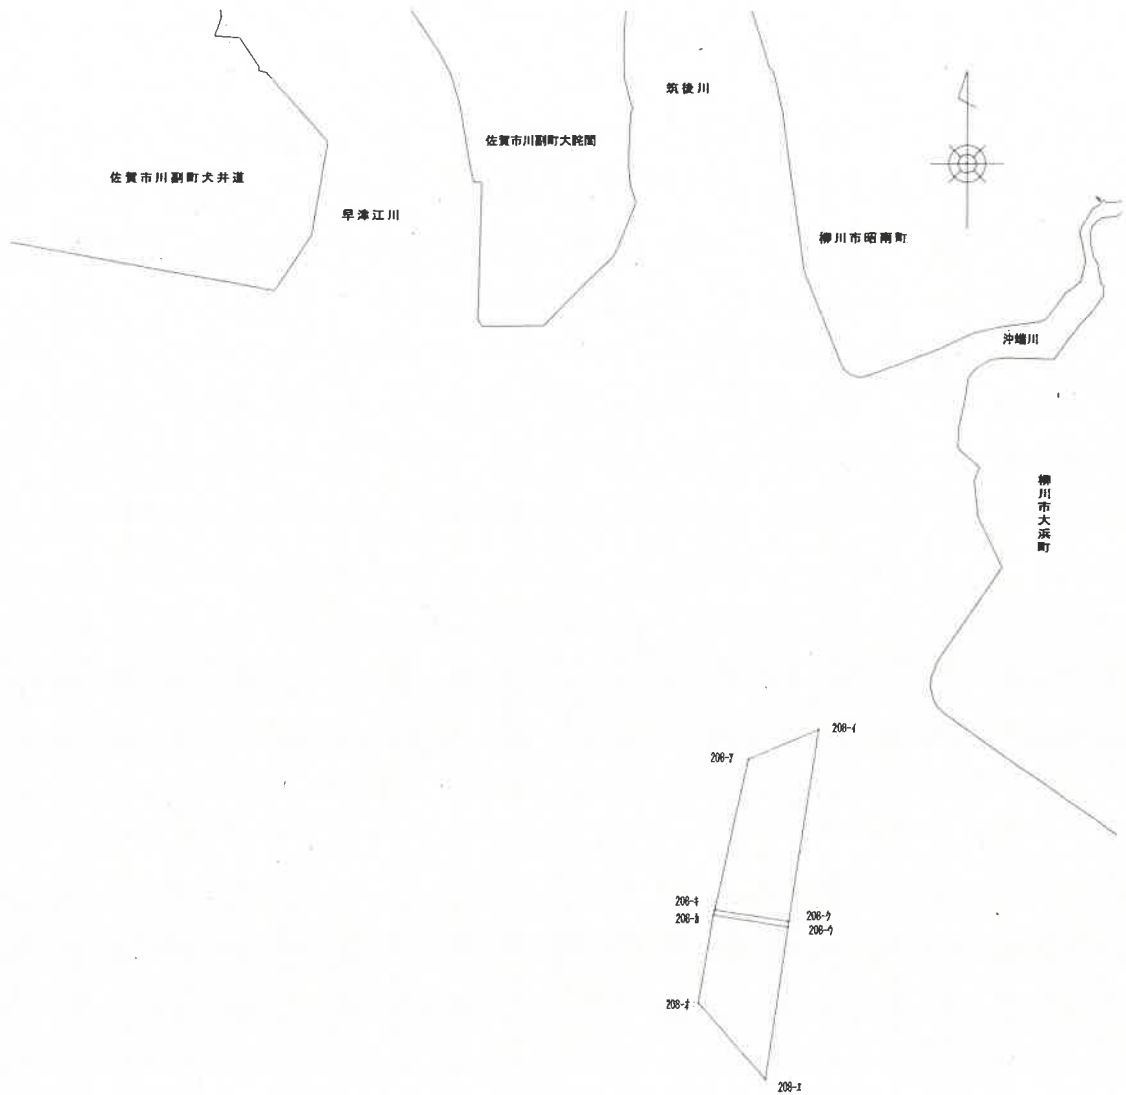 筑後川
佐賀市川副町大詫間
佐賀市川副町犬井道
早津江川
柳川市昭南町
沖端川
柳川市大浜町
208-イ
208-ア
208-キ
208-カ
208-ク
208-ウ
208-オ
208-エ